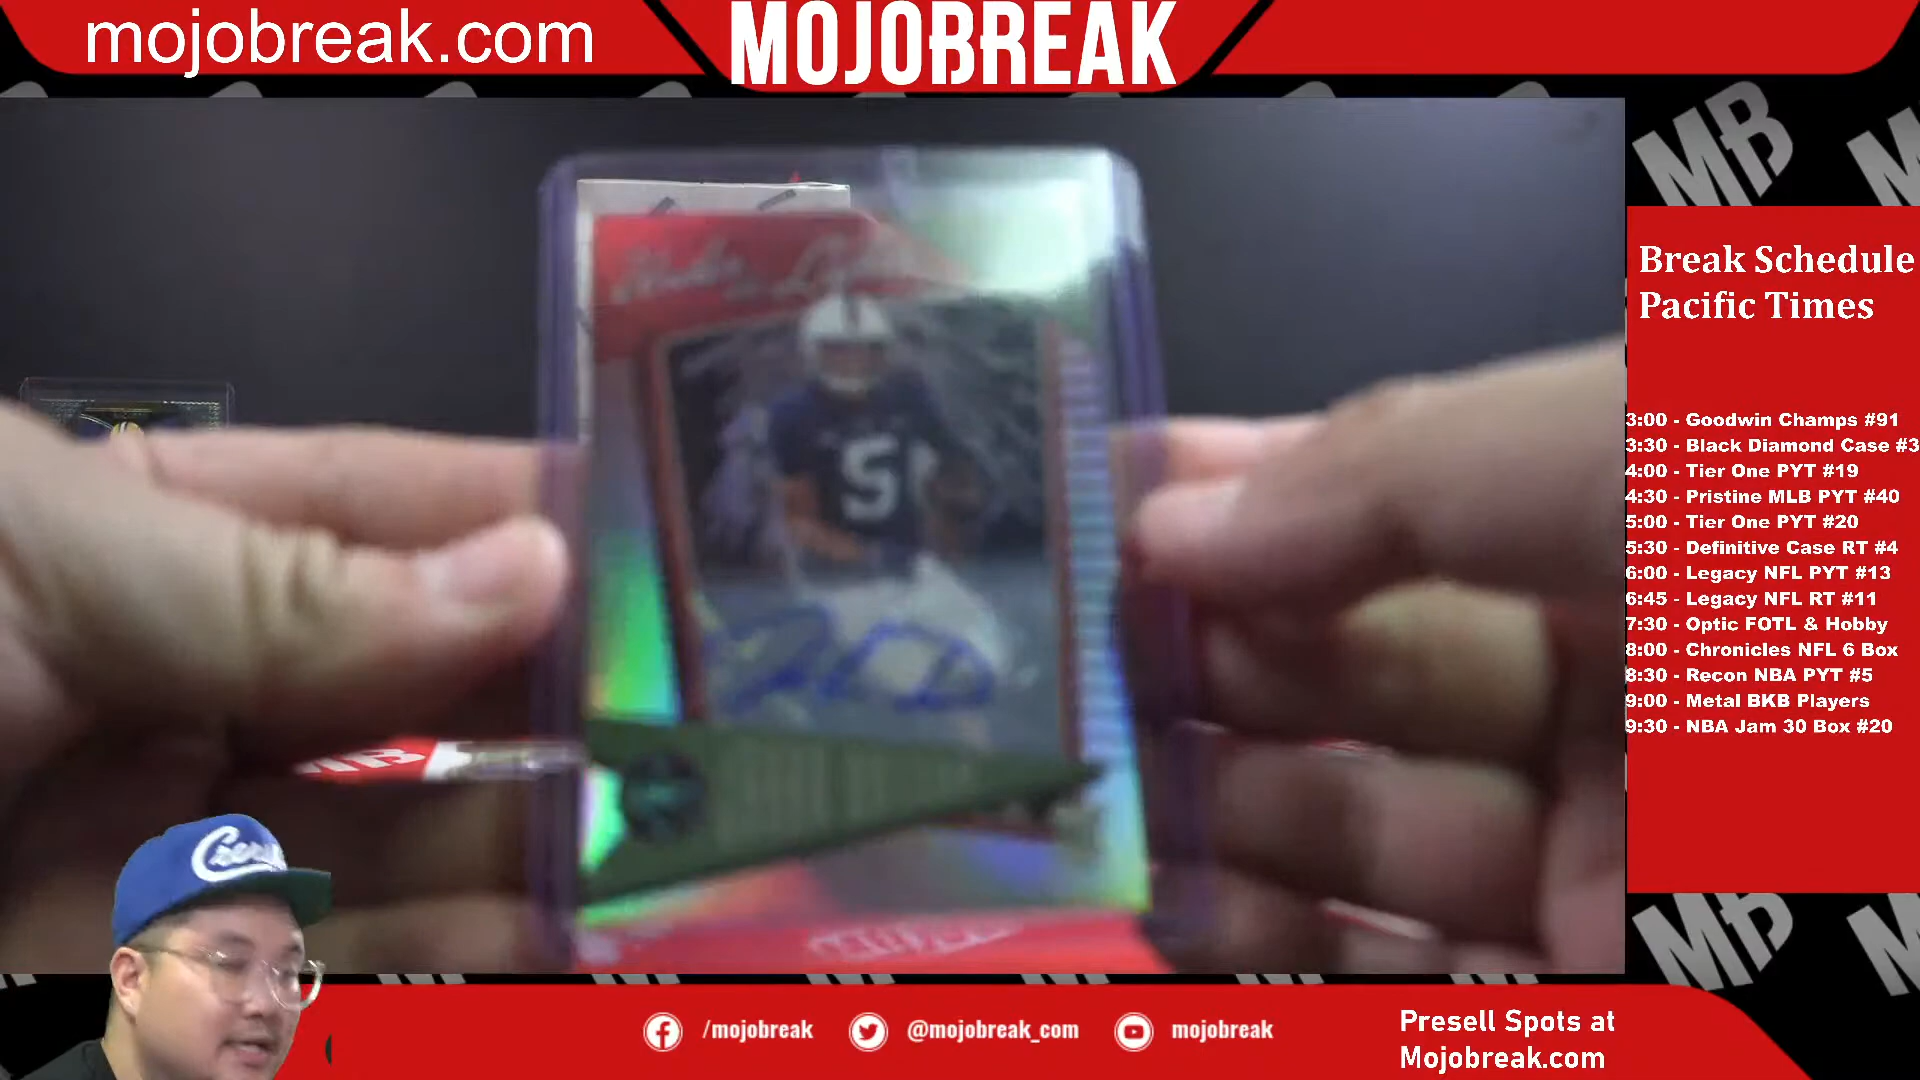 mojobreak.com
MOJOBREAK
MB
Break Schedule
Pacific Times
3:00 - Goodwin Champs #91
3:30 - Black Diamond Case #3
4:00 - Tier One PYT #19
4:30 - Pristine MLB PYT #40
5:00 - Tier One PYT #20
5:30 - Definitive Case RT #4
6:00 - Legacy NFL PYT #13
6:45 - Legacy NFL RT #11
7:30 - Optic FOTL & Hobby
8:00 - Chronicles NFL 6 Box
8:30 - Recon NBA PYT #5
9:00 - Metal BKB Players
9:30 - NBA Jam 30 Box #20
5
MB
MB
/mojobreak
@mojobreak_com
mojobreak
Presell Spots at
Mojobreak.com